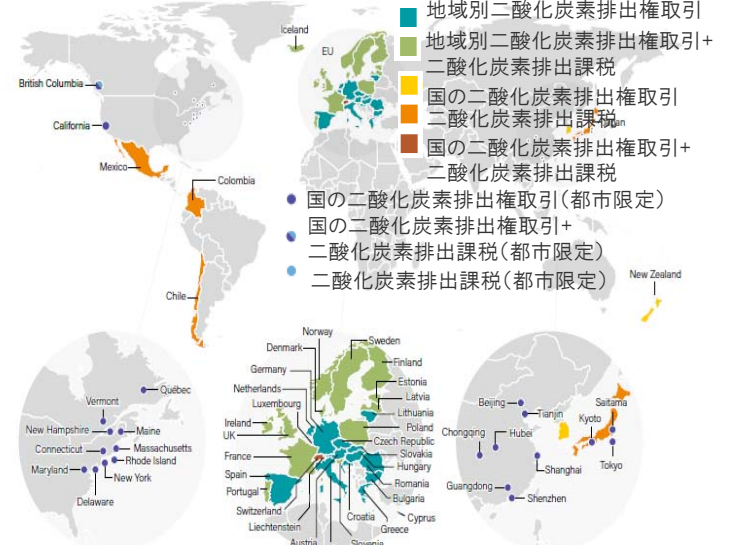 地域別二酸化炭素排出権取引
地域別二酸化炭素排出権取引+
二酸化炭素排出課税
国の二酸化炭素排出権取引
二酸化炭素排出課税
国の二酸化炭素排出権取引+
二酸化炭素排出課税
国の二酸化炭素排出権取引(都市限定)
国の二酸化炭素排出権取引+
二酸化炭素排出課税(都市限定)
二酸化炭素排出課税(都市限定)
Iceland
EU
British Columbia
California
Mexico
Colombia
Chile
New Zealand
Québec
Vermont
New Hampshire
Maine
Connecticut
Massachusetts
Rhode Island
Maryland
New York
Delaware
Norway
Sweden
Denmark
Finland
Germany
Estonia
Netherlands
Latvia
Luxembourg
Lithuania
Ireland
Poland
UK
Czech Republic
France
Slovakia
Hungary
Spain
Romania
Portugal
Bulgaria
Switzerland
Croatia
Cyprus
Liechtenstein
Greece
Austria
Slovenia
Beijing
Saitama
Tianjin
Kyoto
Chongqing
Hubei
Shanghai
Tokyo
Guangdong
Shenzhen